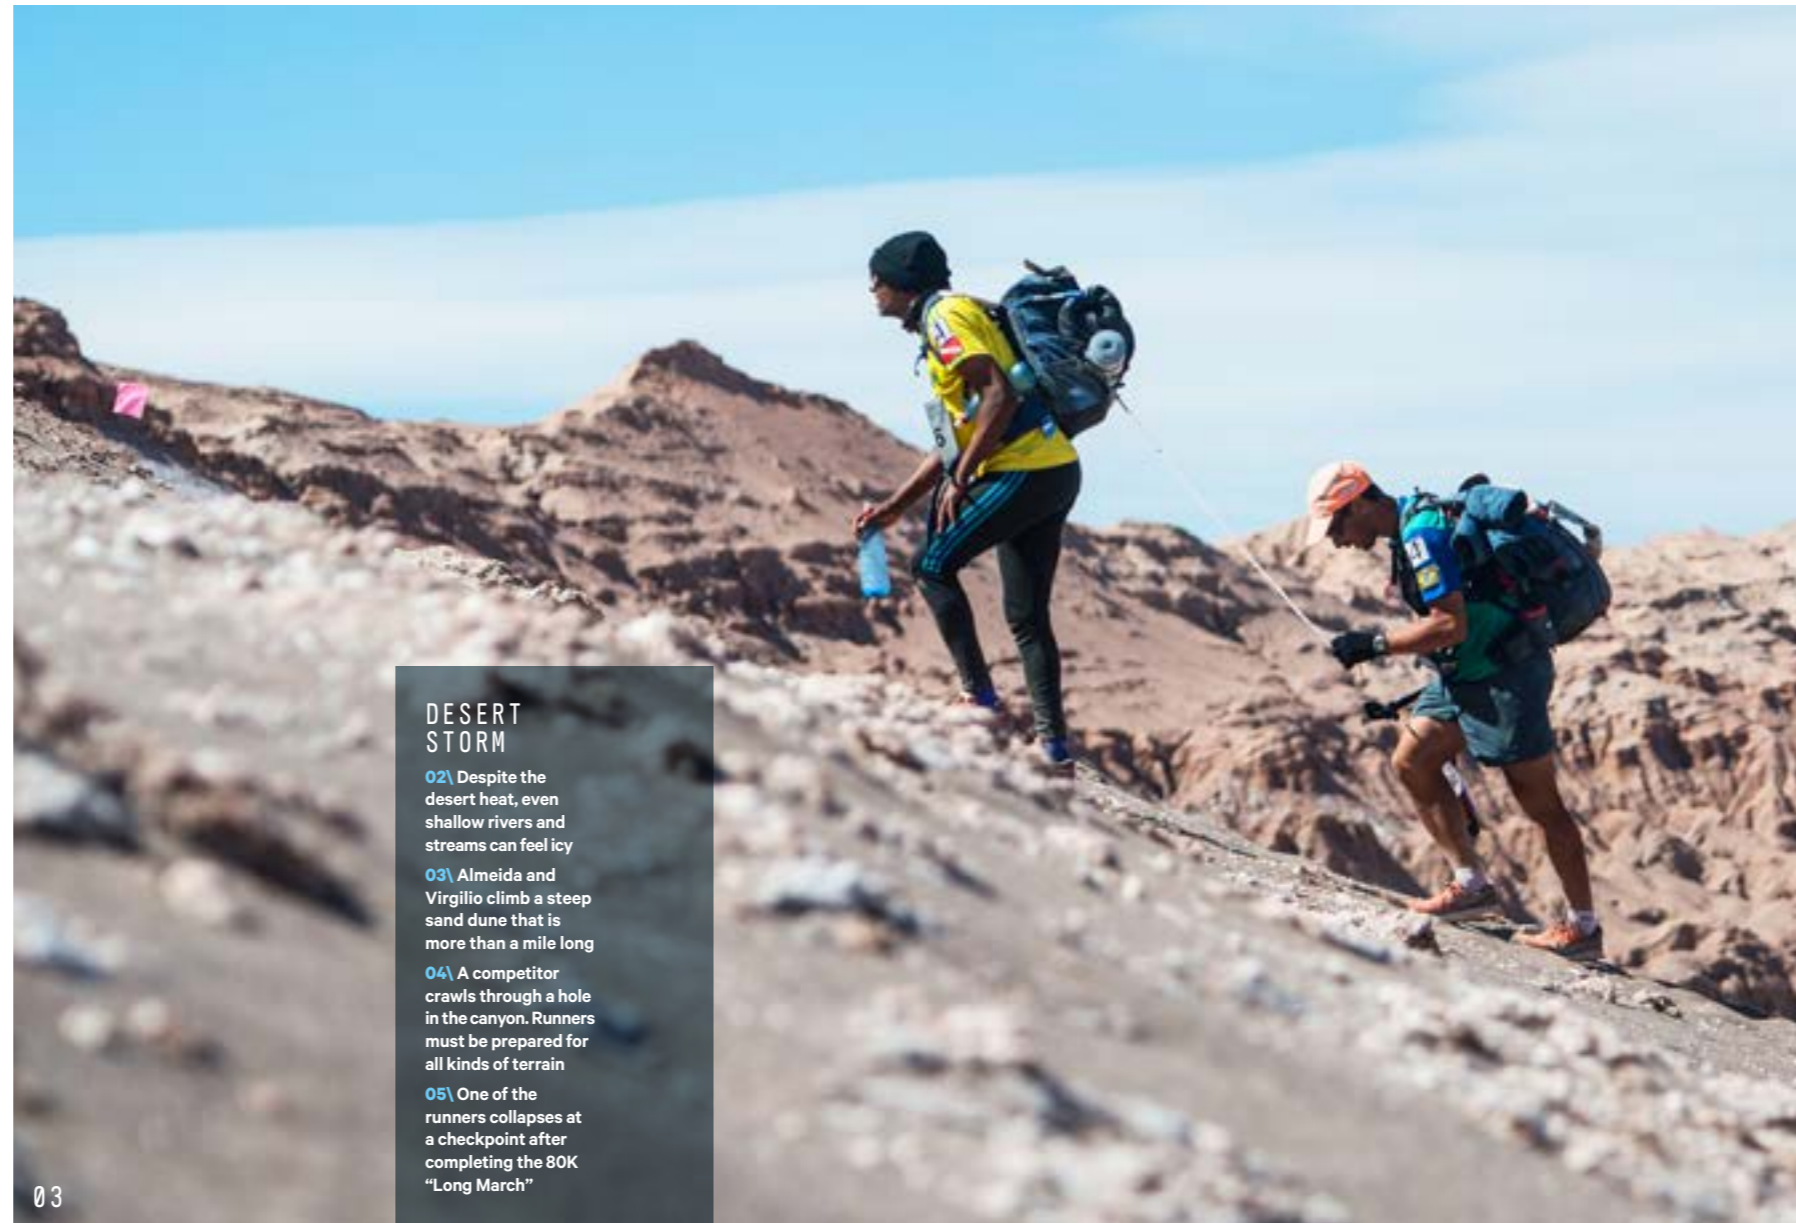 DESERT
STORM
02\ Despite the
desert heat, even
shallow rivers and
streams can feel icy
03\ Almeida and
Virgilio climb a steep
sand dune that is
more than a mile long
04\ A competitor
crawls through a hole
in the canyon. Runners
must be prepared for
all kinds of terrain
05\ One of the
runners collapses at
a checkpoint after
completing the 80K
“Long March”
03